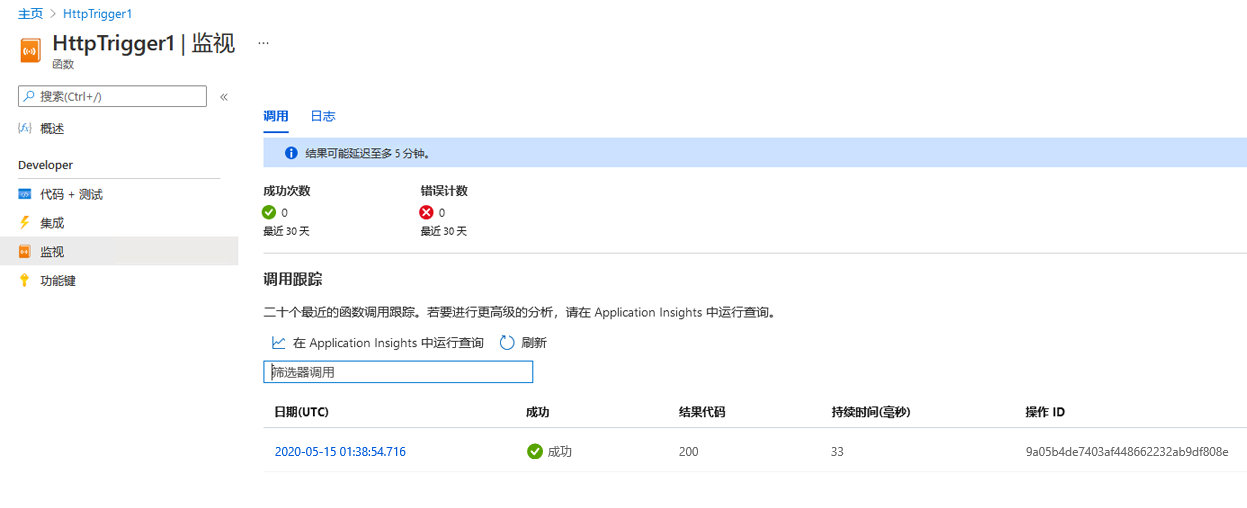 主页 > HttpTrigger1
HttpTrigger1 | 监视 ...
函数
搜索(Ctrl+/) «
概述
Developer
代码 + 测试
集成
监视
功能键
调用 日志
结果可能延迟至多 5 分钟。
成功次数 错误计数
0 0
最近 30 天 最近 30 天
调用跟踪
二十个最近的函数调用跟踪。若要进行更高级的分析，请在 Application Insights 中运行查询。
在 Application Insights 中运行查询 刷新
筛选器调用
日期(UTC) 成功 结果代码 持续时间(毫秒) 操作 ID
2020-05-15 01:38:54.716 成功 200 33 9a05b4de7403af448662232ab9df808e